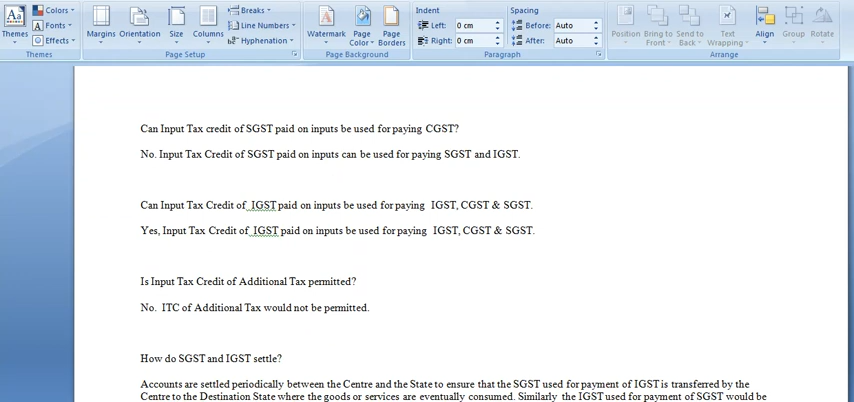 Colors
Fonts
Effects
Themes
Themes
Margins
Orientation
Size
Columns
Breaks
Line Numbers
Hyphenation
Page Setup
Watermark
Page Color
Page Borders
Page Background
Indent
Left: 0 cm
Right: 0 cm
Spacing
Before: Auto
After: Auto
Paragraph
Position
Bring to Front
Send to Back
Text Wrapping
Align
Group
Rotate
Arrange
Can Input Tax credit of SGST paid on inputs be used for paying CGST?
No. Input Tax Credit of SGST paid on inputs can be used for paying SGST and IGST.
Can Input Tax Credit of IGST paid on inputs be used for paying IGST, CGST & SGST.
Yes, Input Tax Credit of IGST paid on inputs be used for paying IGST, CGST & SGST.
Is Input Tax Credit of Additional Tax permitted?
No. ITC of Additional Tax would not be permitted.
How do SGST and IGST settle?
Accounts are settled periodically between the Centre and the State to ensure that the SGST used for payment of IGST is transferred by the
Centre to the Destination State where the goods or services are eventually consumed. Similarly the IGST used for payment of SGST would be